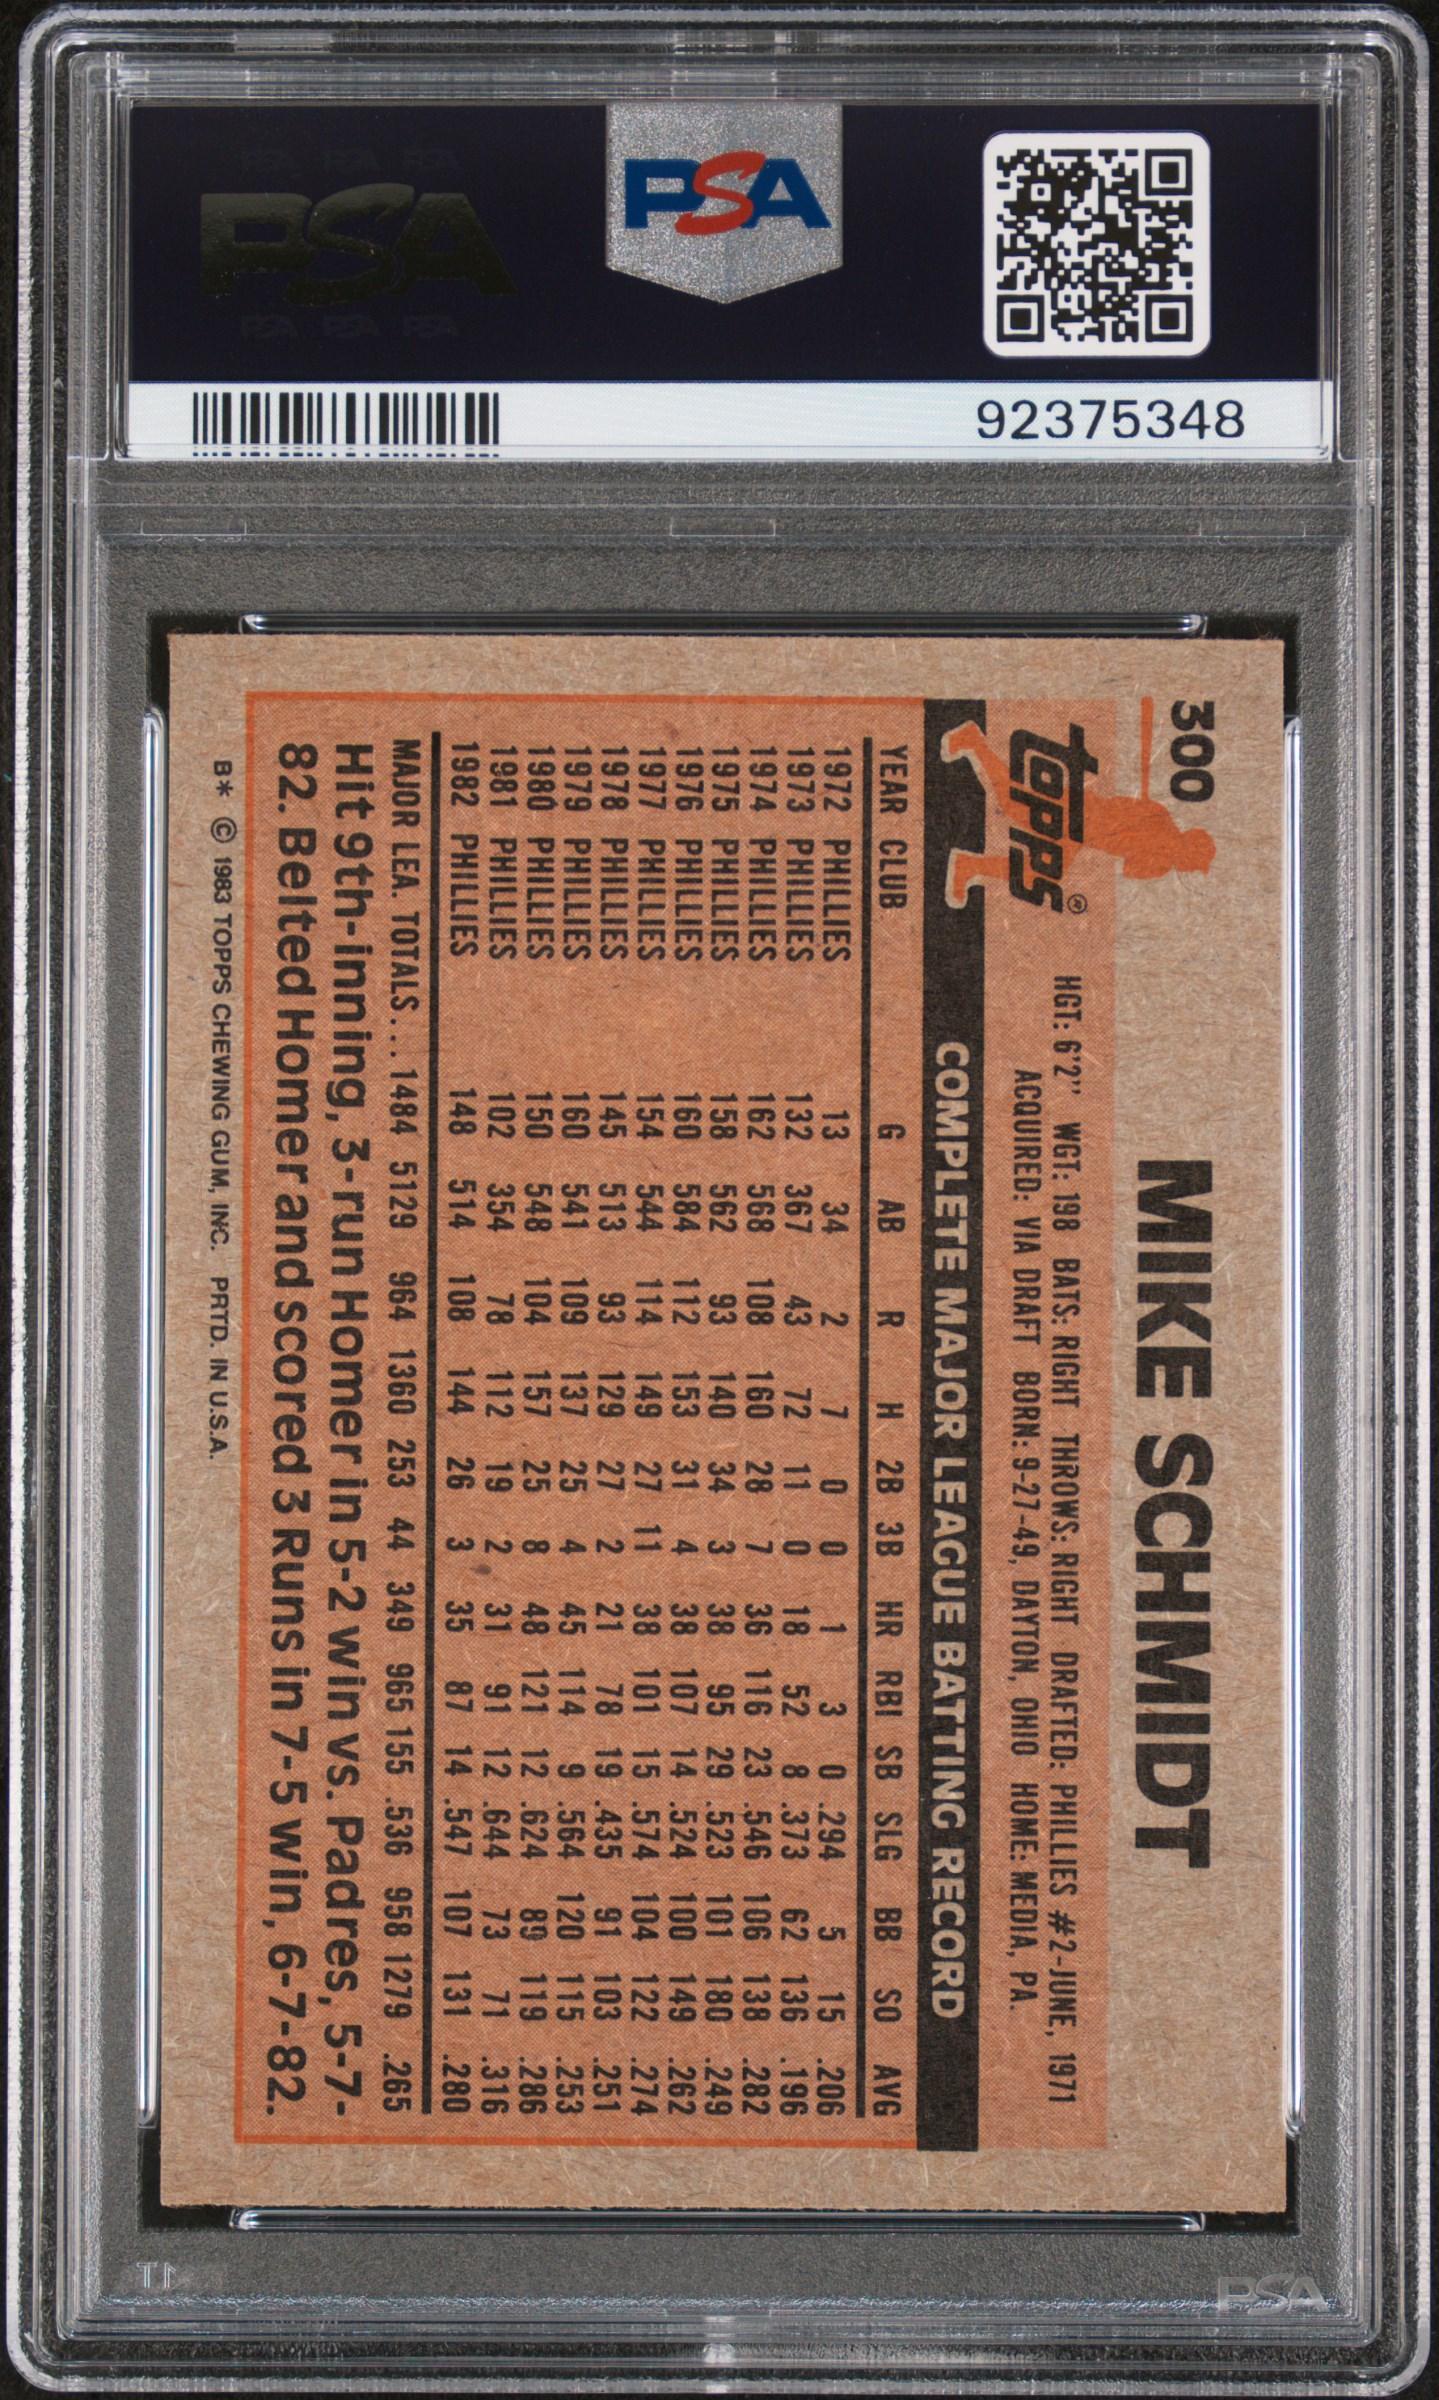 PSA PSA PSA
PSA
PSA PSA PSA
PSA
92375348
300
MIKE SCHMIDT
topps®
HGT: 6'2" WGT: 198 BATS: RIGHT THROWS: RIGHT DRAFTED: PHILLIES #2-JUNE, 1971
ACQUIRED: VIA DRAFT BORN: 9-27-49, DAYTON, OHIO HOME: MEDIA, PA.
COMPLETE MAJOR LEAGUE BATTING RECORD
YEAR CLUB G AB R H 2B 3B HR RBI SB SLG BB SO AVG
1972 PHILLIES 13 34 2 7 0 0 1 3 0 .294 5 15 .206
1973 PHILLIES 132 367 43 72 11 0 18 52 8 .373 62 136 .196
1974 PHILLIES 162 568 108 160 28 7 36 116 23 .546 106 138 .282
1975 PHILLIES 158 562 93 140 34 3 38 95 29 .523 101 180 .249
1976 PHILLIES 160 584 112 153 31 4 38 107 14 .524 100 149 .262
1977 PHILLIES 154 544 114 149 27 11 38 101 15 .574 104 122 .274
1978 PHILLIES 145 513 93 129 27 2 21 78 19 .435 91 103 .251
1979 PHILLIES 160 541 109 137 25 4 45 114 9 .564 120 115 .253
1980 PHILLIES 150 548 104 157 25 8 48 121 12 .624 89 119 .286
1981 PHILLIES 102 354 78 112 19 2 31 91 12 .644 73 71 .316
1982 PHILLIES 148 514 108 144 26 3 35 87 14 .547 107 131 .280
MAJOR LEA. TOTALS... 1484 5129 964 1360 253 44 349 965 155 .536 958 1279 .265
Hit 9th-inning, 3-run Homer in 5-2 win vs. Padres, 5-7-
82. Belted Homer and scored 3 Runs in 7-5 win, 6-7-82.
B* © 1983 TOPPS CHEWING GUM, INC. PRTD. IN U.S.A.
PSA